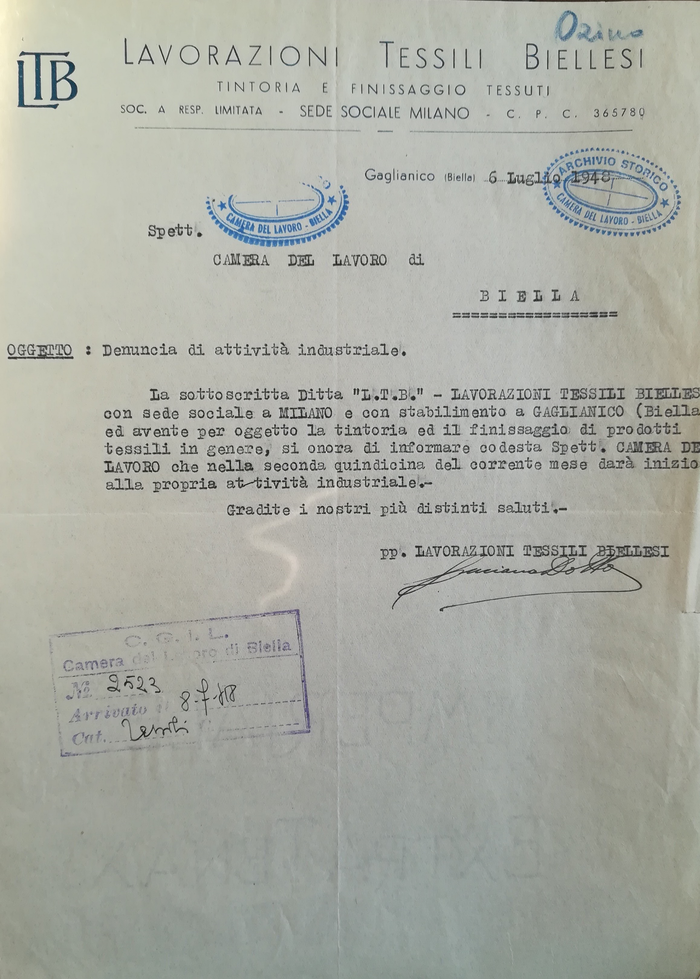 Ozino
LTB
LAVORAZIONI TESSILI BIELLESI
TINTORIA E FINISSAGGIO TESSUTI
SOC. A RESP. LIMITATA - SEDE SOCIALE MILANO - C. P. C. 365780
Gaglianico (Biella) 6 Luglio 1948
ARCHIVIO STORICO
CAMERA DEL LAVORO - BIELLA
CAMERA DEL LAVORO - BIELLA
Spett.
CAMERA DEL LAVORO di
BIELLA
OGGETTO : Denuncia di attività industriale.
La sottoscritta Ditta "L.T.B." - LAVORAZIONI TESSILI BIELLES
con sede sociale a MILANO e con stabilimento a GAGLIANICO (Biella
ed avente per oggetto la tintoria ed il finissaggio di prodotti
tessili in genere, si onora di informare codesta Spett. CAMERA DE
LAVORO che nella seconda quindicina del corrente mese darà inizio
alla propria attività industriale.-
Gradite i nostri più distinti saluti.-
pp. LAVORAZIONI TESSILI BIELLESI
C. G. I. L.
Camera del Lavoro di Biella
N. 2523
Arrivato 8-7-48
Cat. Tessili
EXTRA TENAX